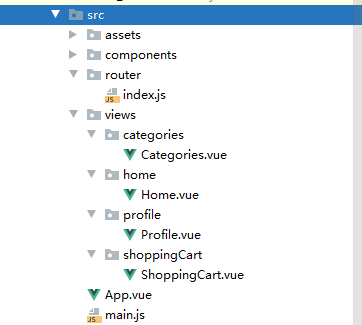 src
assets
components
router
index.js
views
categories
Categories.vue
home
Home.vue
profile
Profile.vue
shoppingCart
ShoppingCart.vue
App.vue
main.js